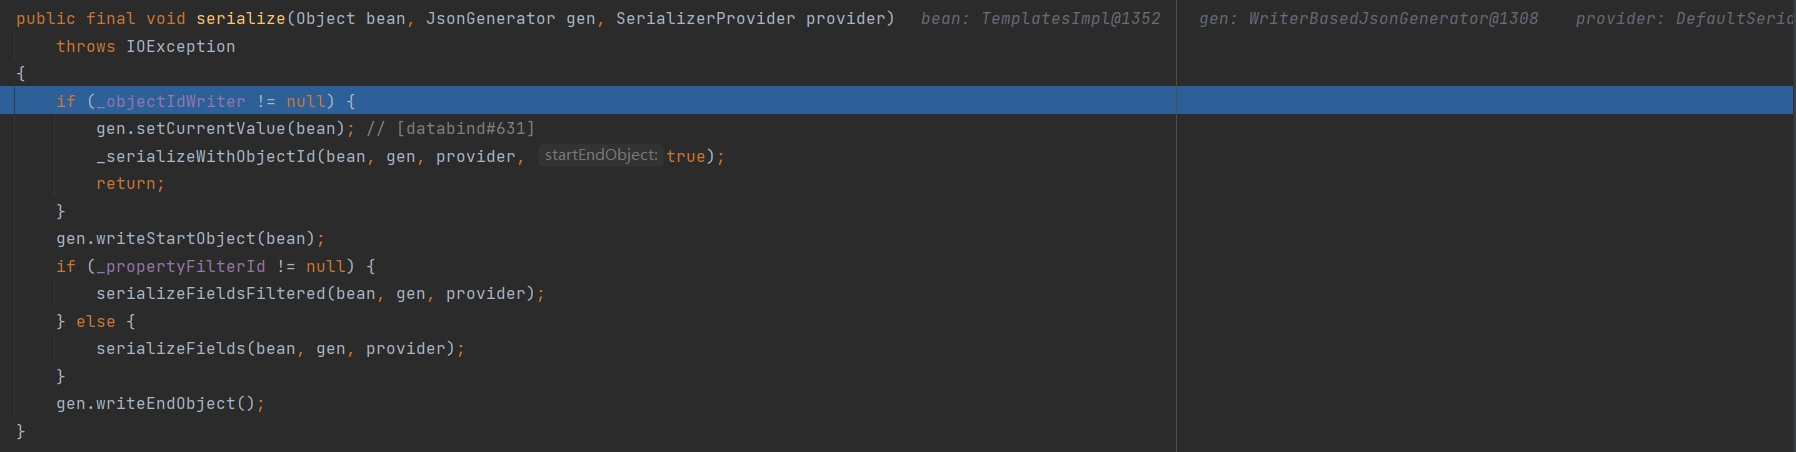 public final void serialize(Object bean, JsonGenerator gen, SerializerProvider provider)   bean: TemplatesImpl@1352    gen: WriterBasedJsonGenerator@1308    provider: DefaultSeria
    throws IOException
{
    if (_objectIdWriter != null) {
        gen.setCurrentValue(bean); // [databind#631]
        _serializeWithObjectId(bean, gen, provider, startEndObject: true);
        return;
    }
    gen.writeStartObject(bean);
    if (_propertyFilterId != null) {
        serializeFieldsFiltered(bean, gen, provider);
    } else {
        serializeFields(bean, gen, provider);
    }
    gen.writeEndObject();
}